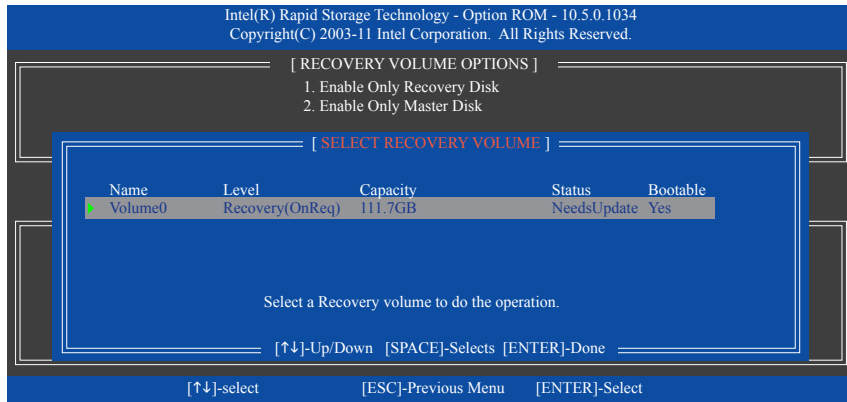 Intel(R) Rapid Storage Technology - Option ROM - 10.5.0.1034
Copyright(C) 2003-11 Intel Corporation. All Rights Reserved.
[ RECOVERY VOLUME OPTIONS ]
1. Enable Only Recovery Disk
2. Enable Only Master Disk
[ SELECT RECOVERY VOLUME ]
Name Level Capacity Status Bootable
Volume0 Recovery(OnReq) 111.7GB NeedsUpdate Yes
Select a Recovery volume to do the operation.
[↑↓]-Up/Down [SPACE]-Selects [ENTER]-Done
[↑↓]-select [ESC]-Previous Menu [ENTER]-Select